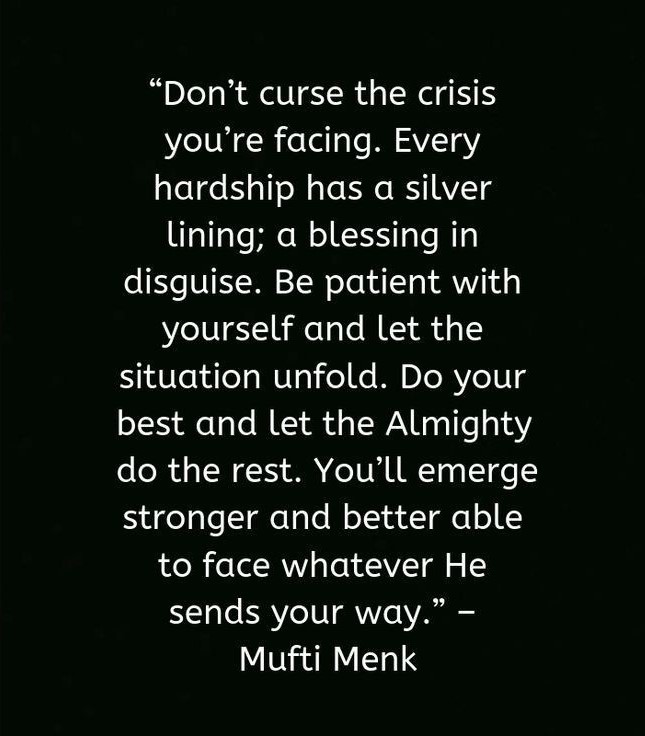 “Don’t curse the crisis
you’re facing. Every
hardship has a silver
lining; a blessing in
disguise. Be patient with
yourself and let the
situation unfold. Do your
best and let the Almighty
do the rest. You’ll emerge
stronger and better able
to face whatever He
sends your way.” –
Mufti Menk